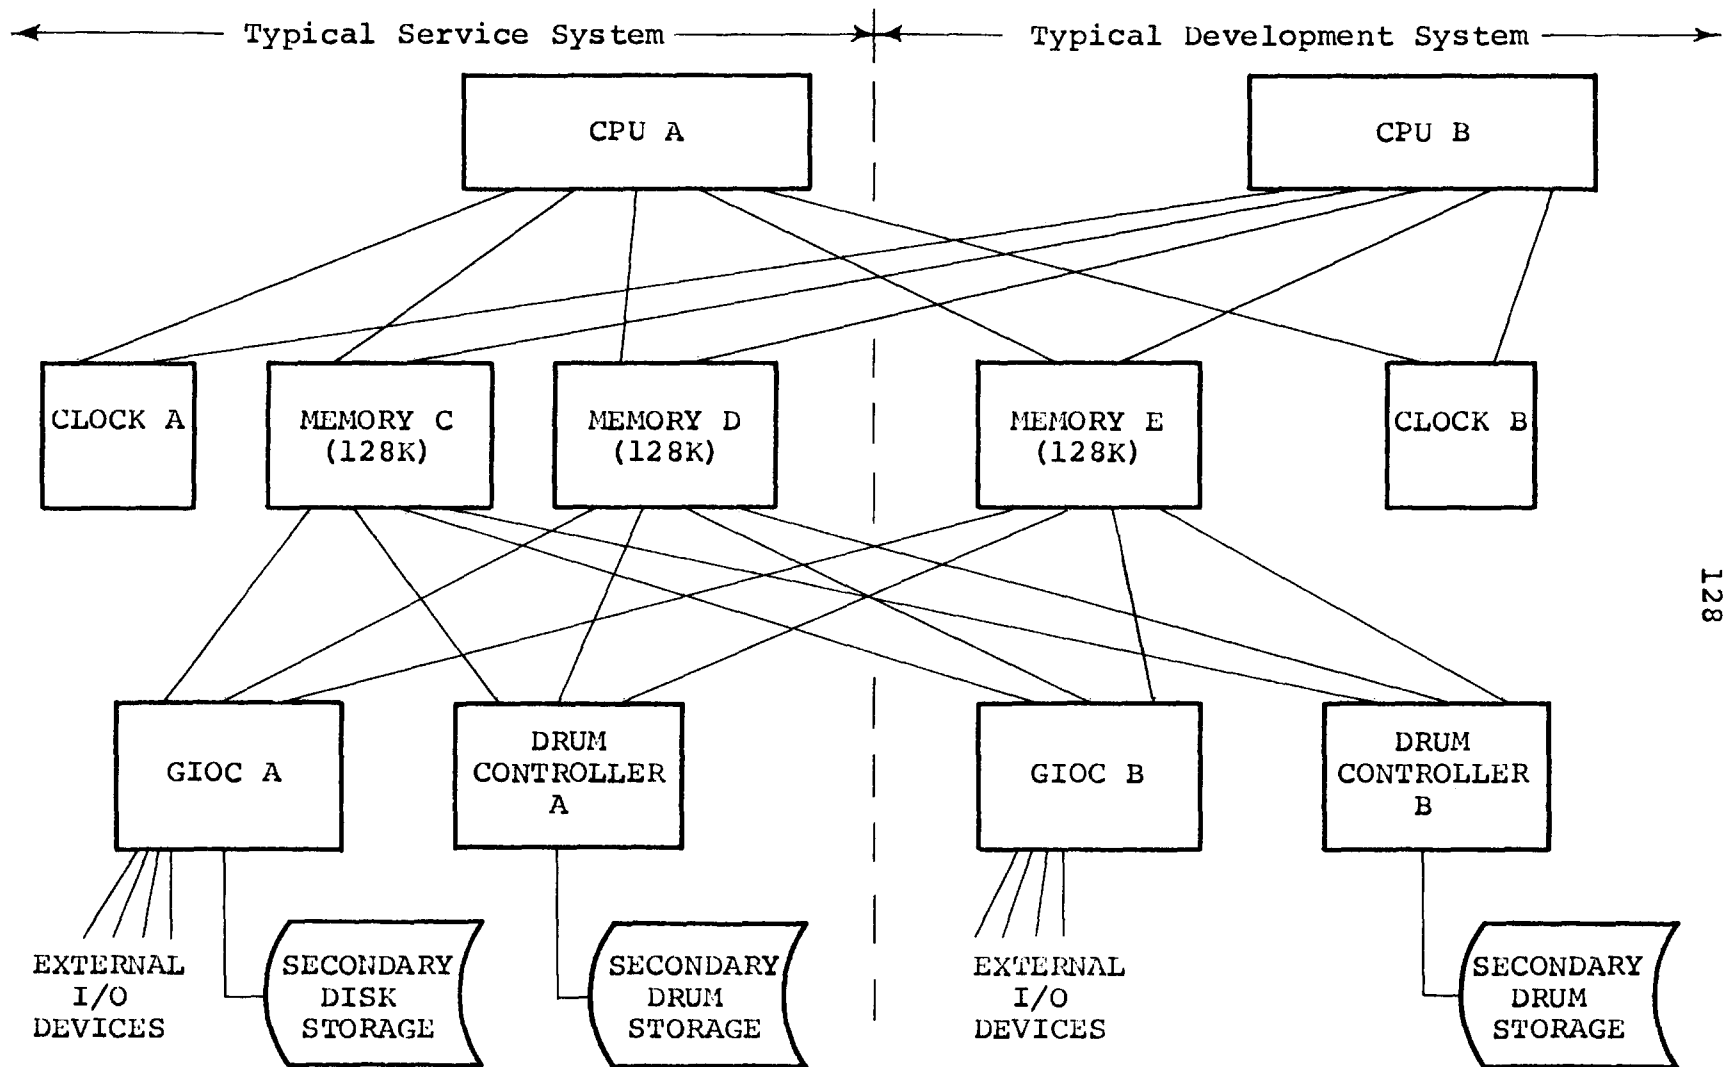 Typical Service System
Typical Development System
CPU A
CPU B
CLOCK A
MEMORY C
(128K)
MEMORY D
(128K)
MEMORY E
(128K)
CLOCK B
128
GIOC A
DRUM
CONTROLLER
A
GIOC B
DRUM
CONTROLLER
B
EXTERNAL
I/O
DEVICES
SECONDARY
DISK
STORAGE
SECONDARY
DRUM
STORAGE
EXTERNAL
I/O
DEVICES
SECONDARY
DRUM
STORAGE